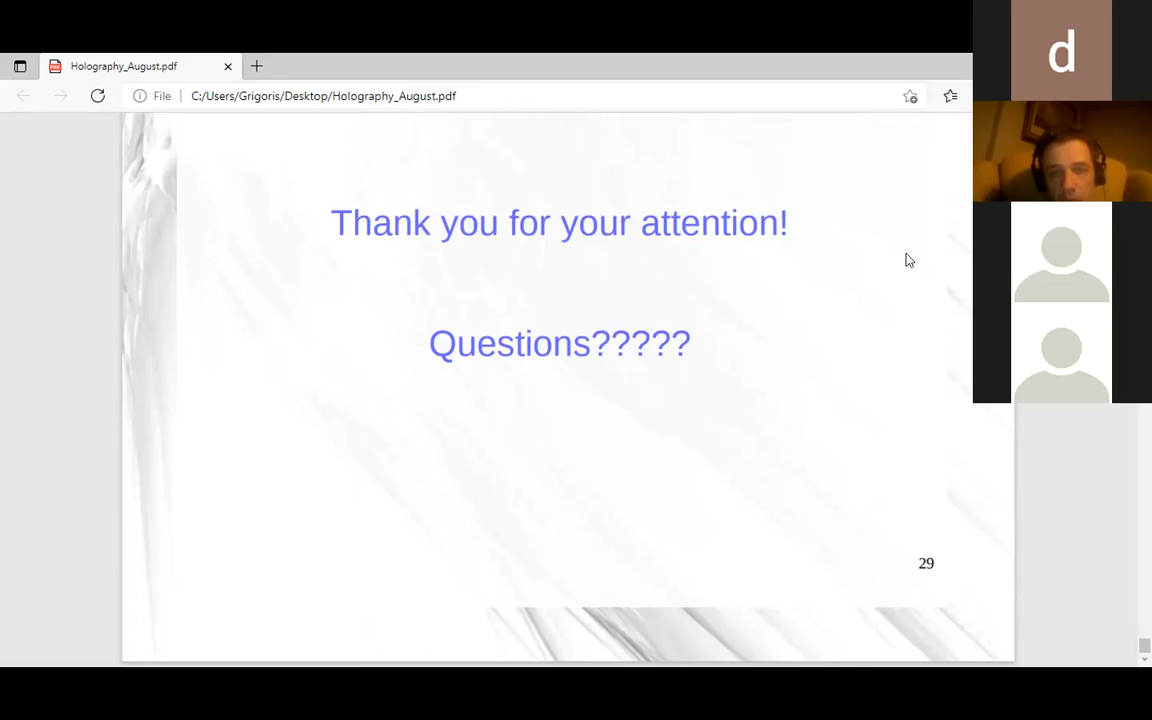 Holography_August.pdf
File
C:/Users/Grigoris/Desktop/Holography_August.pdf
d
Thank you for your attention!
Questions?????
29